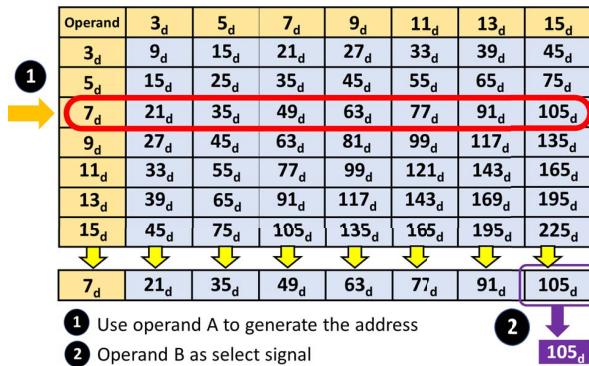 Operand 3d 5d 7d 9d 11d 13d 15d
3d 9d 15d 21d 27d 33d 39d 45d
1
5d 15d 25d 35d 45d 55d 65d 75d
7d 21d 35d 49d 63d 77d 91d 105d
9d 27d 45d 63d 81d 99d 117d 135d
11d 33d 55d 77d 99d 121d 143d 165d
13d 39d 65d 91d 117d 143d 169d 195d
15d 45d 75d 105d 135d 165d 195d 225d
7d 21d 35d 49d 63d 77d 91d 105d
1 Use operand A to generate the address
2
2 Operand B as select signal
105d